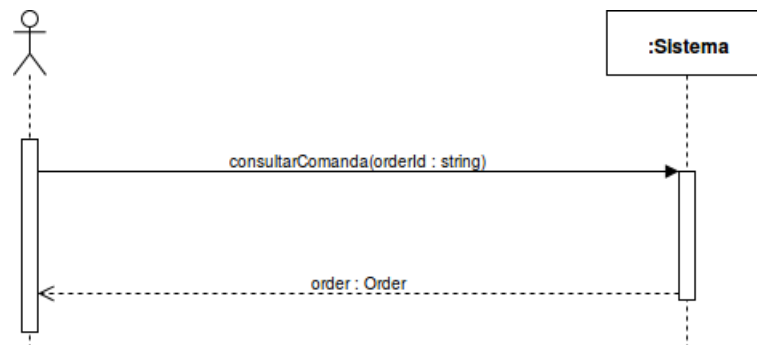 :Sistema
consultarComanda(orderId : string)
order : Order